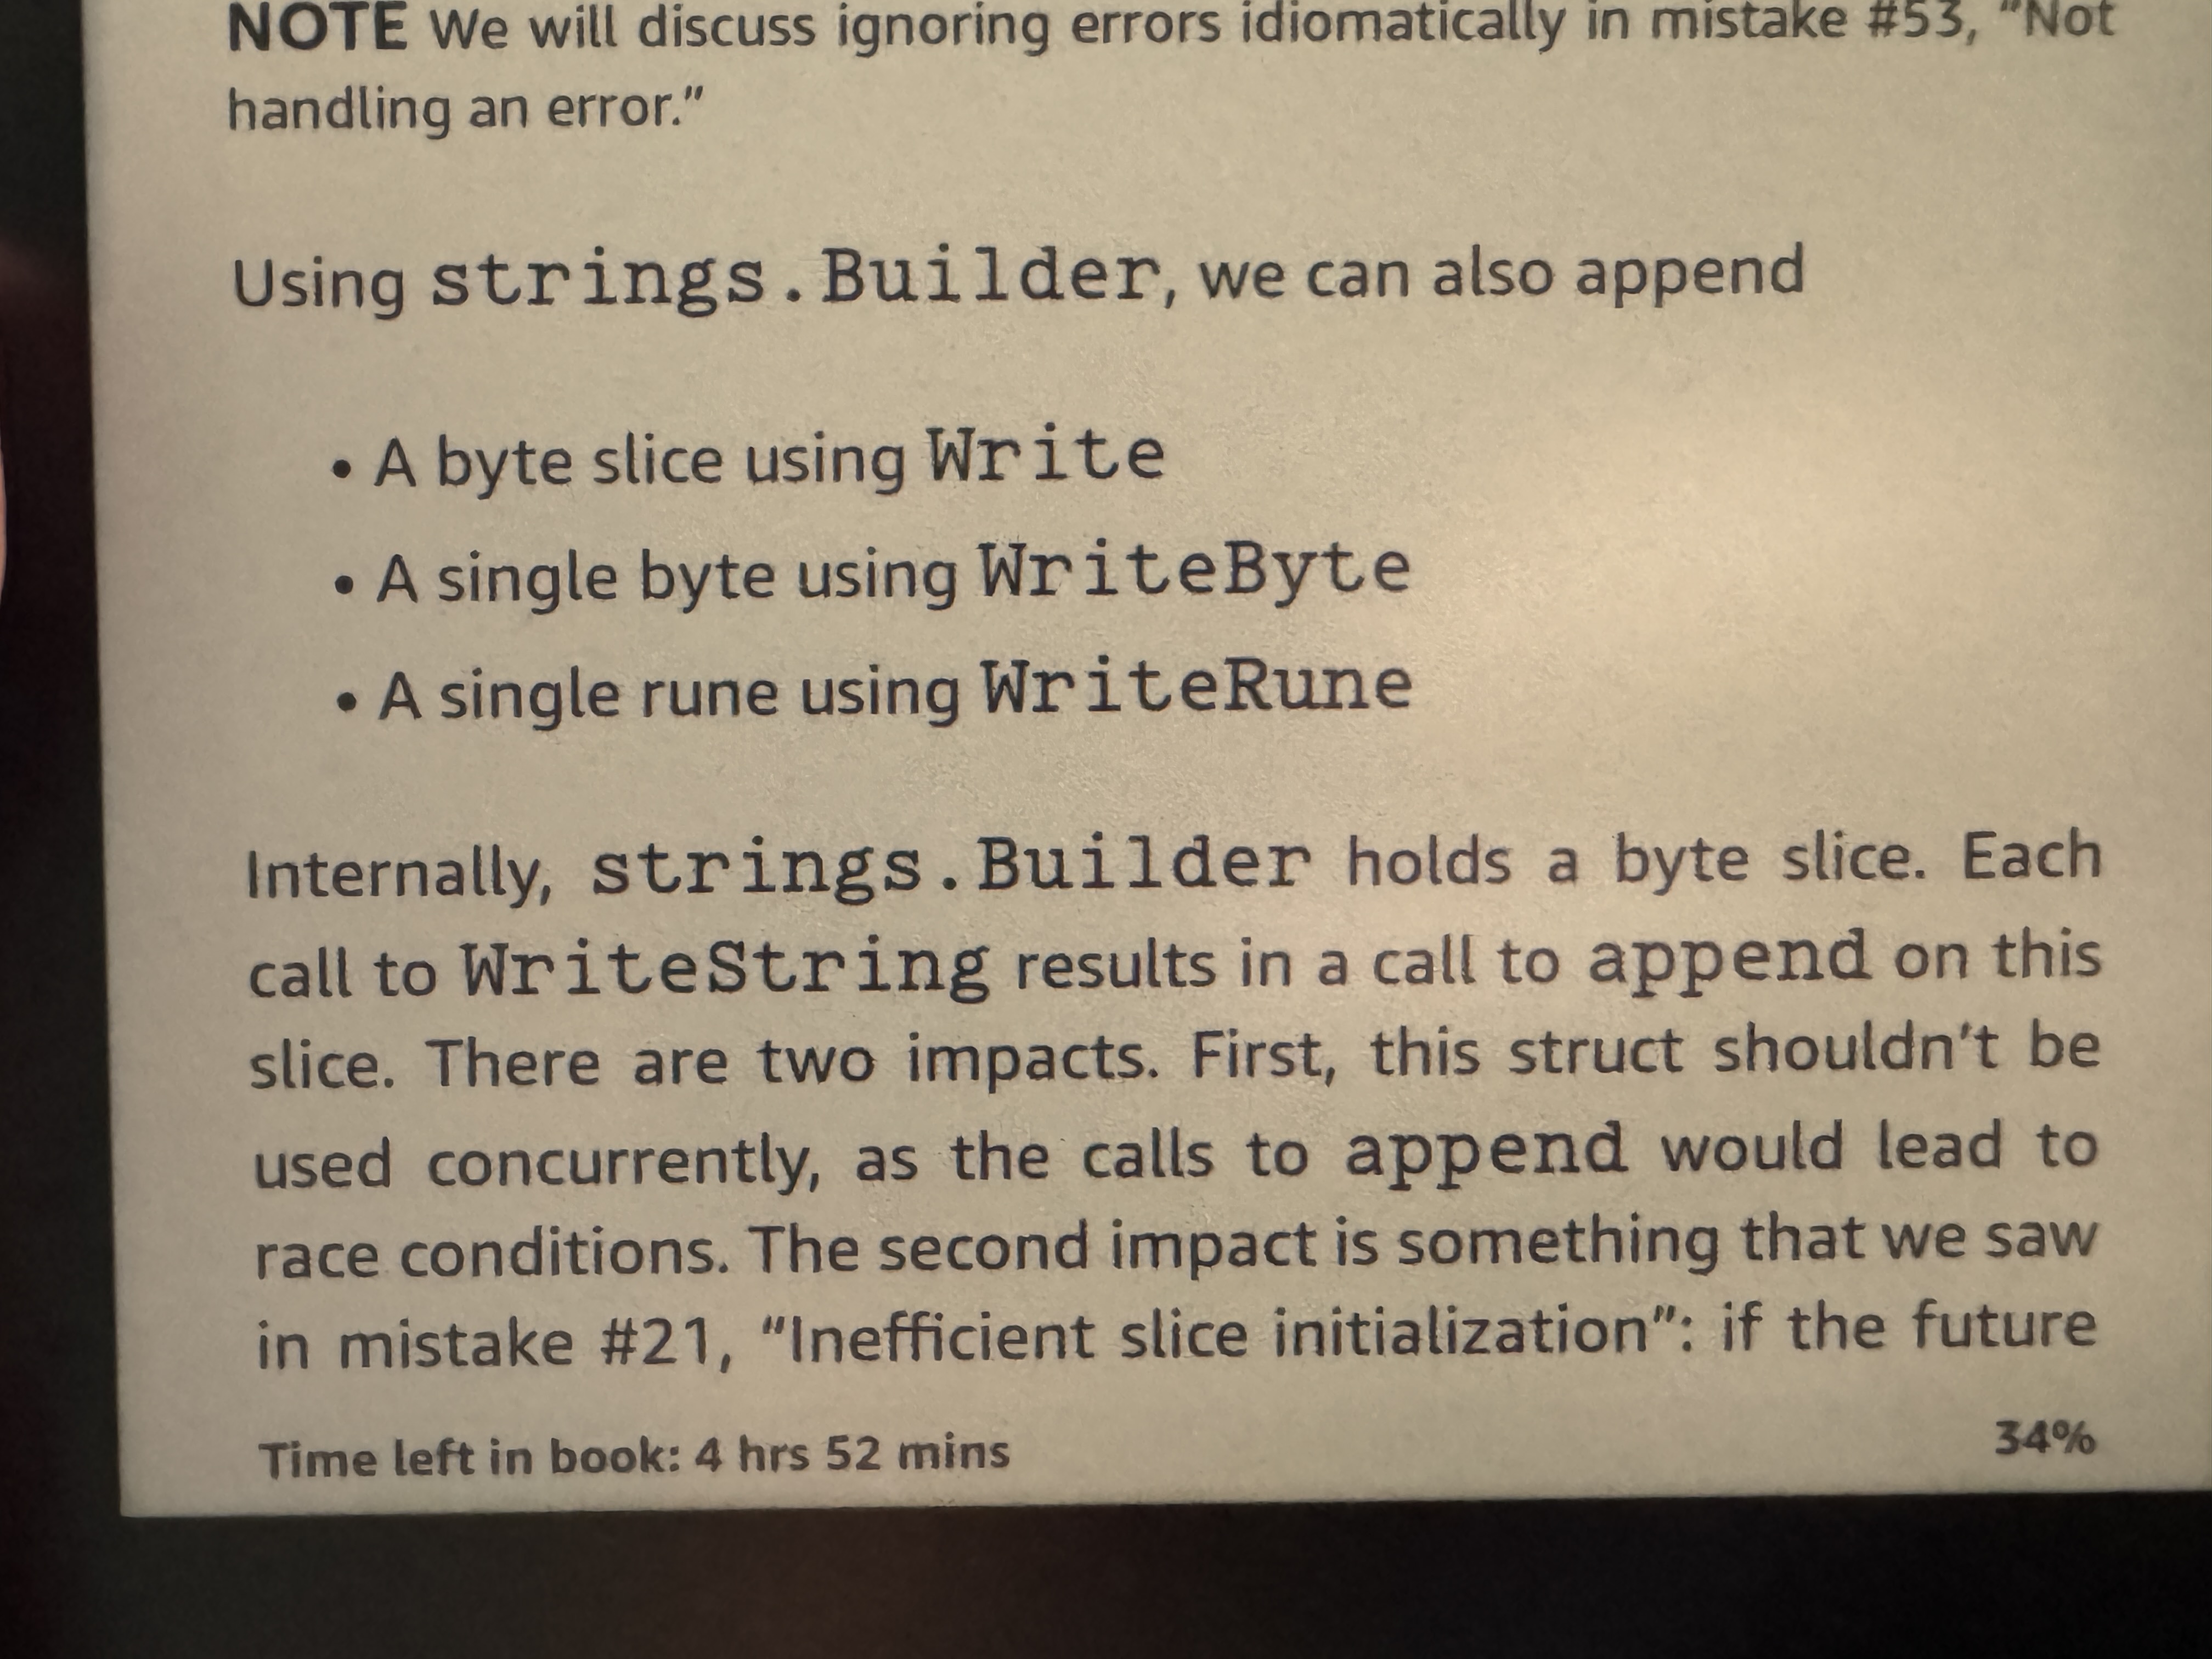 NOTE We will discuss ignoring errors idiomatically in mistake #53, “Not
handling an error.”
Using strings.Builder, we can also append
• A byte slice using Write
• A single byte using WriteByte
• A single rune using WriteRune
Internally, strings.Builder holds a byte slice. Each
call to WriteString results in a call to append on this
slice. There are two impacts. First, this struct shouldn’t be
used concurrently, as the calls to append would lead to
race conditions. The second impact is something that we saw
in mistake #21, “Inefficient slice initialization”: if the future
Time left in book: 4 hrs 52 mins 34%